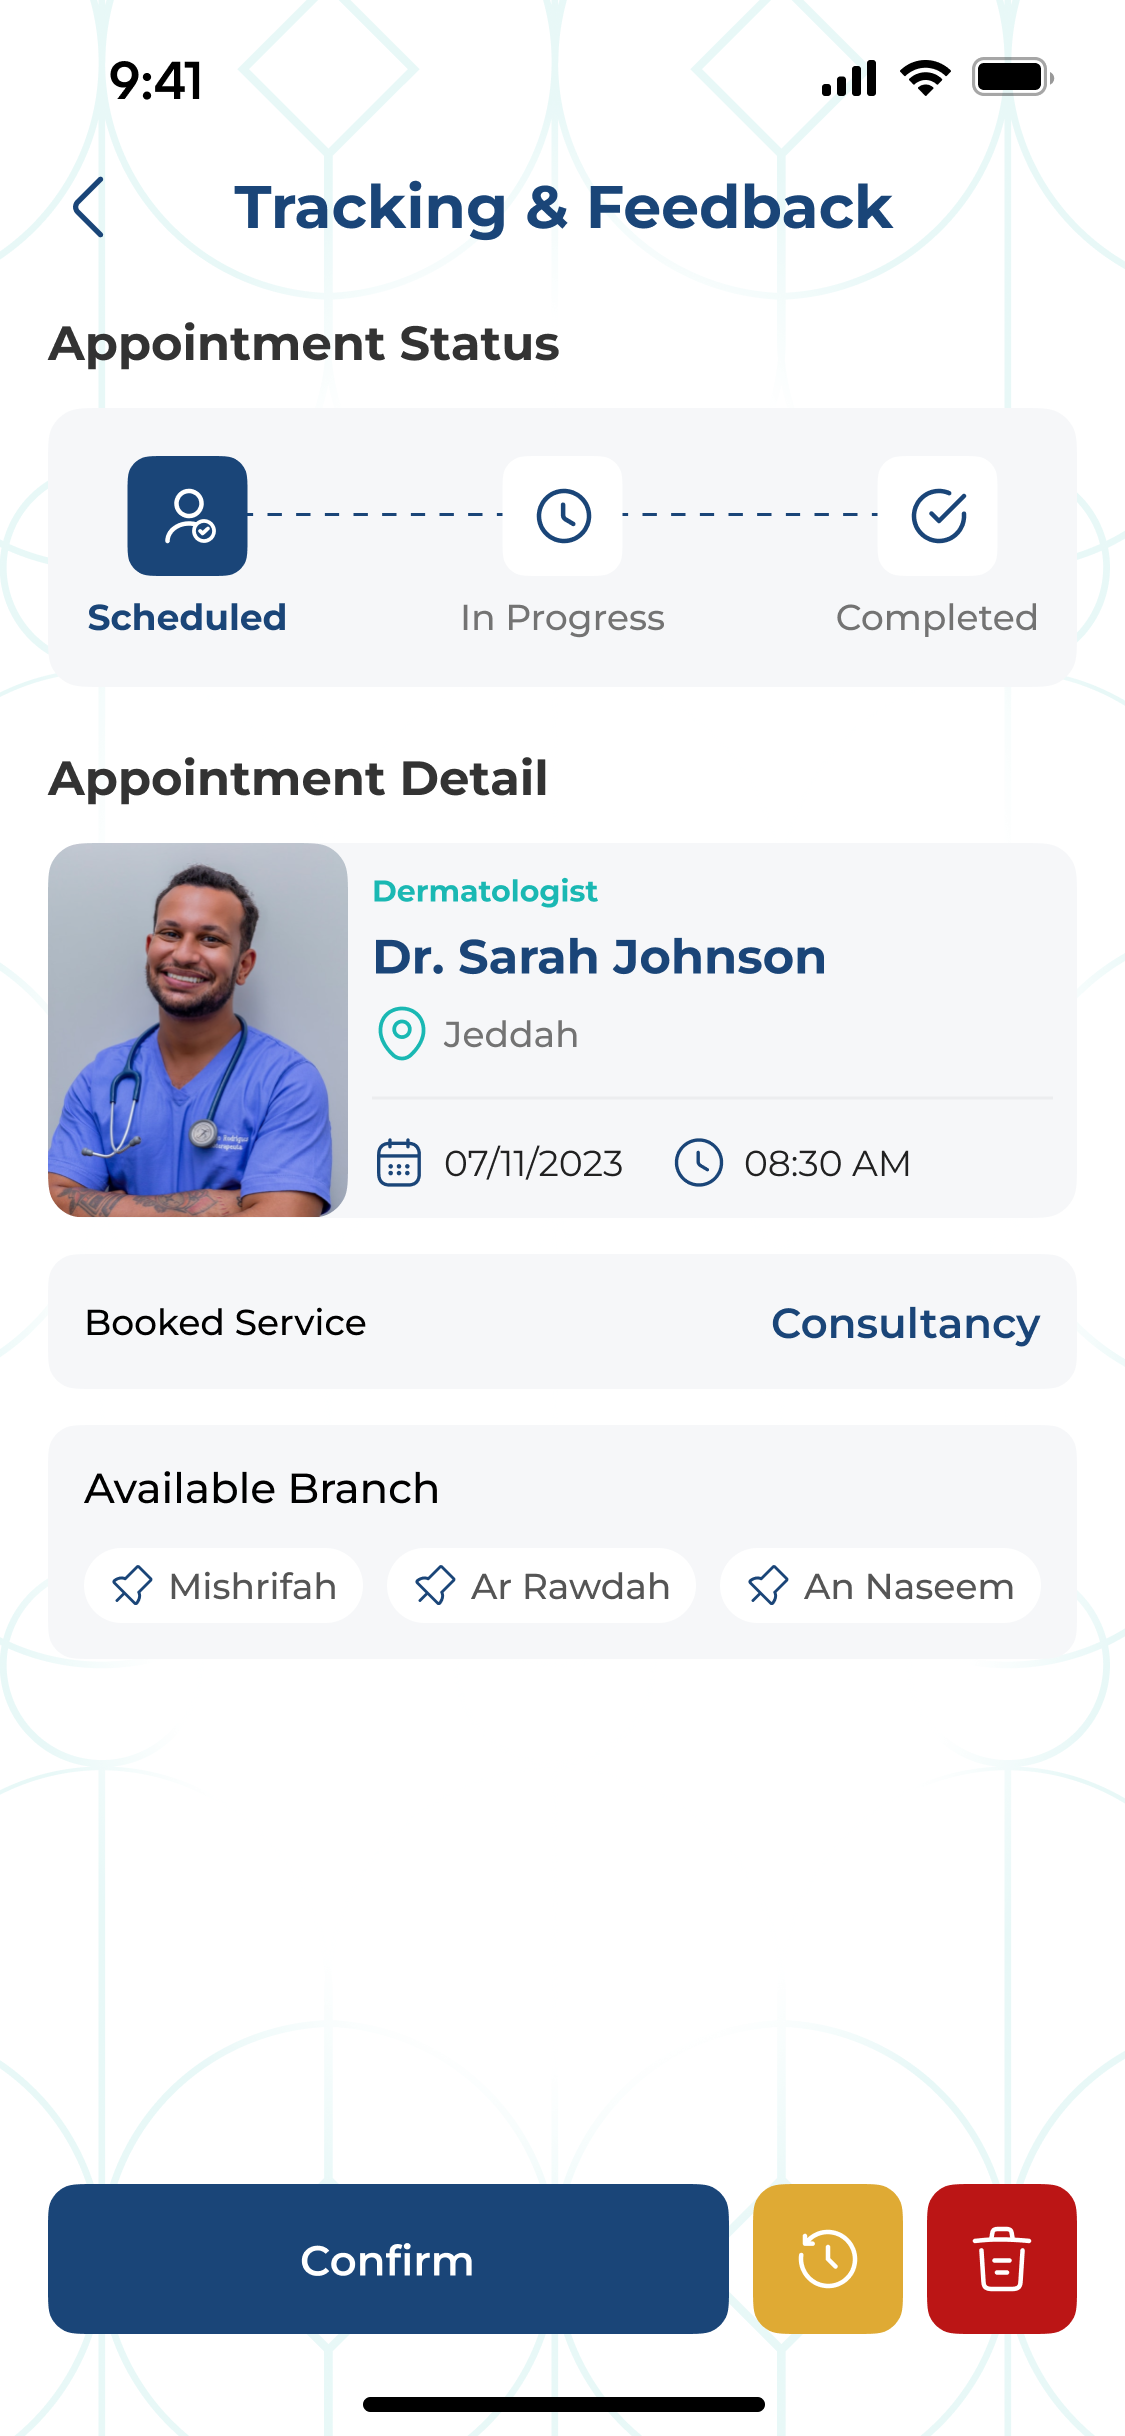 9:41
Tracking & Feedback
Appointment Status
Scheduled
In Progress
Completed
Appointment Detail
Dermatologist
Dr. Sarah Johnson
Jeddah
07/11/2023
08:30 AM
Booked Service
Consultancy
Available Branch
Mishrifah
Ar Rawdah
An Naseem
Confirm